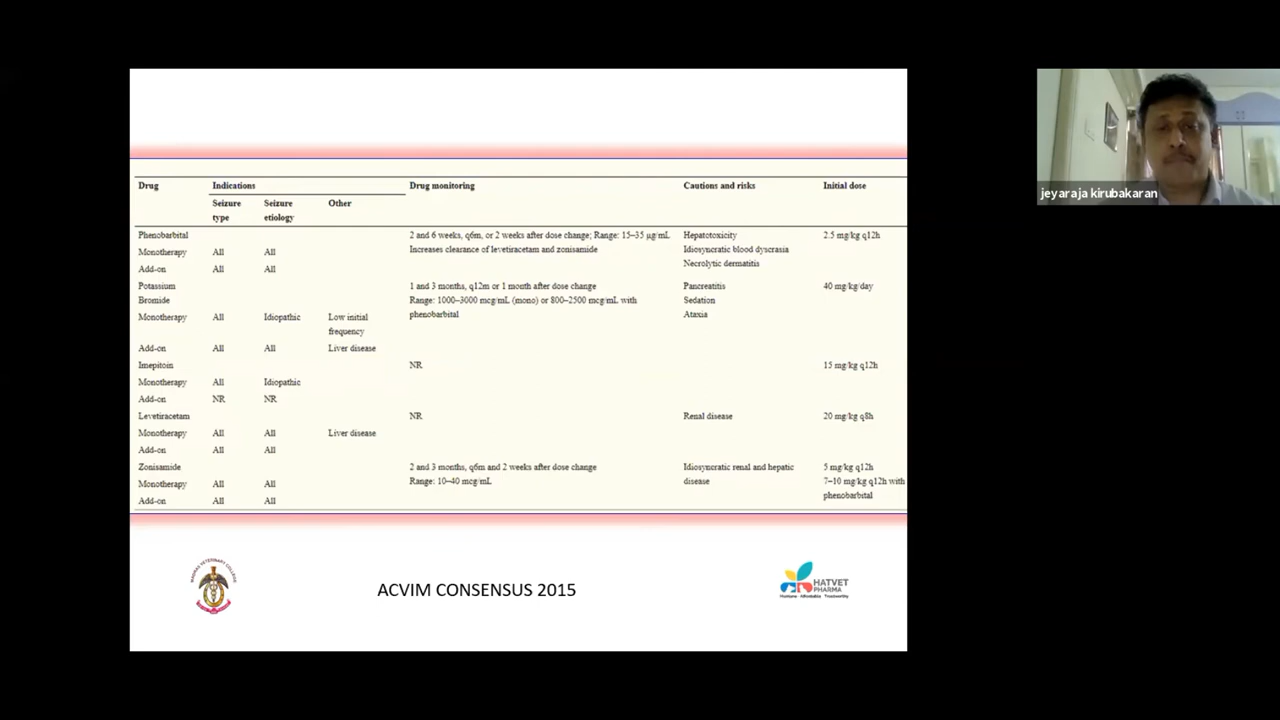 Drug Indications Drug monitoring Cautions and risks Initial dose
Seizure type Seizure etiology Other
Phenobarbital 2 and 6 weeks, q6m, or 2 weeks after dose change; Range: 15–35 μg/mL Hepatotoxicity 2.5 mg/kg q12h
Increases clearance of levetiracetam and zonisamide Idiosyncratic blood dyscrasia
Monotherapy All All
Necrolytic dermatitis
Add-on All All
Potassium 1 and 3 months, q12m or 1 month after dose change Pancreatitis 40 mg/kg/day
Bromide Range: 1000–3000 mcg/mL (mono) or 800–2500 mcg/mL with Sedation
phenobarbital Ataxia
Monotherapy All Idiopathic Low initial
frequency
Add-on All All Liver disease
Imepitoin NR 15 mg/kg q12h
Monotherapy All Idiopathic
Add-on NR NR
Levetiracetam NR Renal disease 20 mg/kg q8h
Monotherapy All All Liver disease
Add-on All All
Zonisamide 2 and 3 months, q6m and 2 weeks after dose change Idiosyncratic renal and hepatic 5 mg/kg q12h
Monotherapy All All Range: 10–40 mcg/mL disease 7–10 mg/kg q12h with
Add-on All All phenobarbital
ACVIM CONSENSUS 2015
MADRAS VETERINARY COLLEGE
HATVET
PHARMA
Humane · Affordable · Trustworthy
jeyaraja kirubakaran